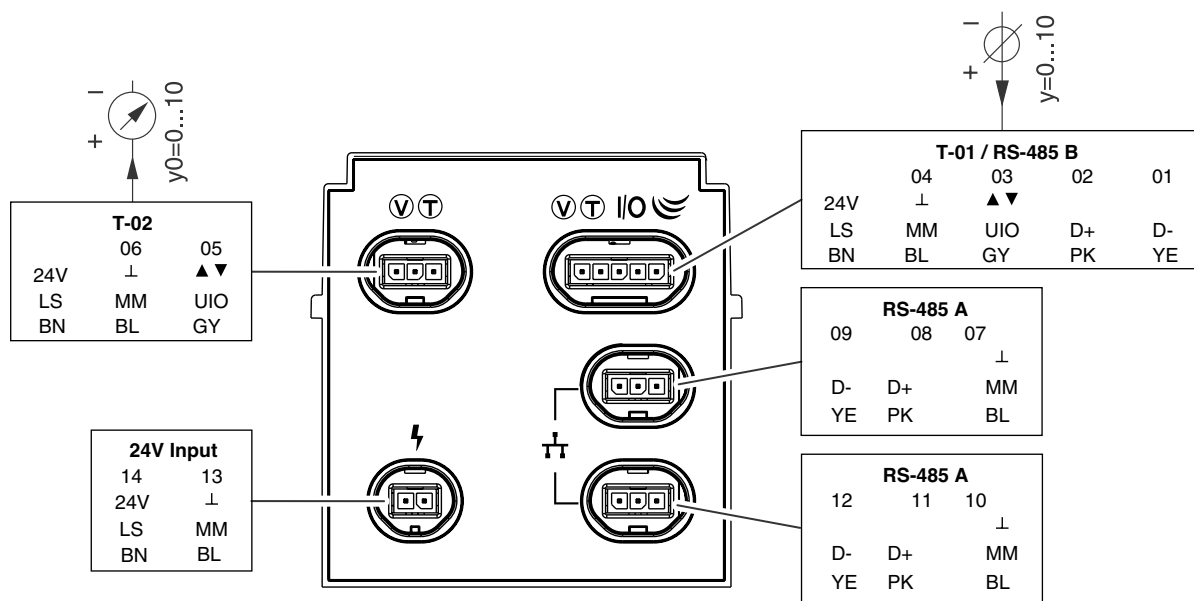 – + y0=0...10
– + y=0...10
T-02
06 05
24V ⊥ ▲▼
LS MM UIO
BN BL GY
V T
V T I/O
T-01 / RS-485 B
04 03 02 01
24V ⊥ ▲▼
LS MM UIO D+ D-
BN BL GY PK YE
RS-485 A
09 08 07
⊥
D- D+ MM
YE PK BL
24V Input
14 13
24V ⊥
LS MM
BN BL
RS-485 A
12 11 10
⊥
D- D+ MM
YE PK BL